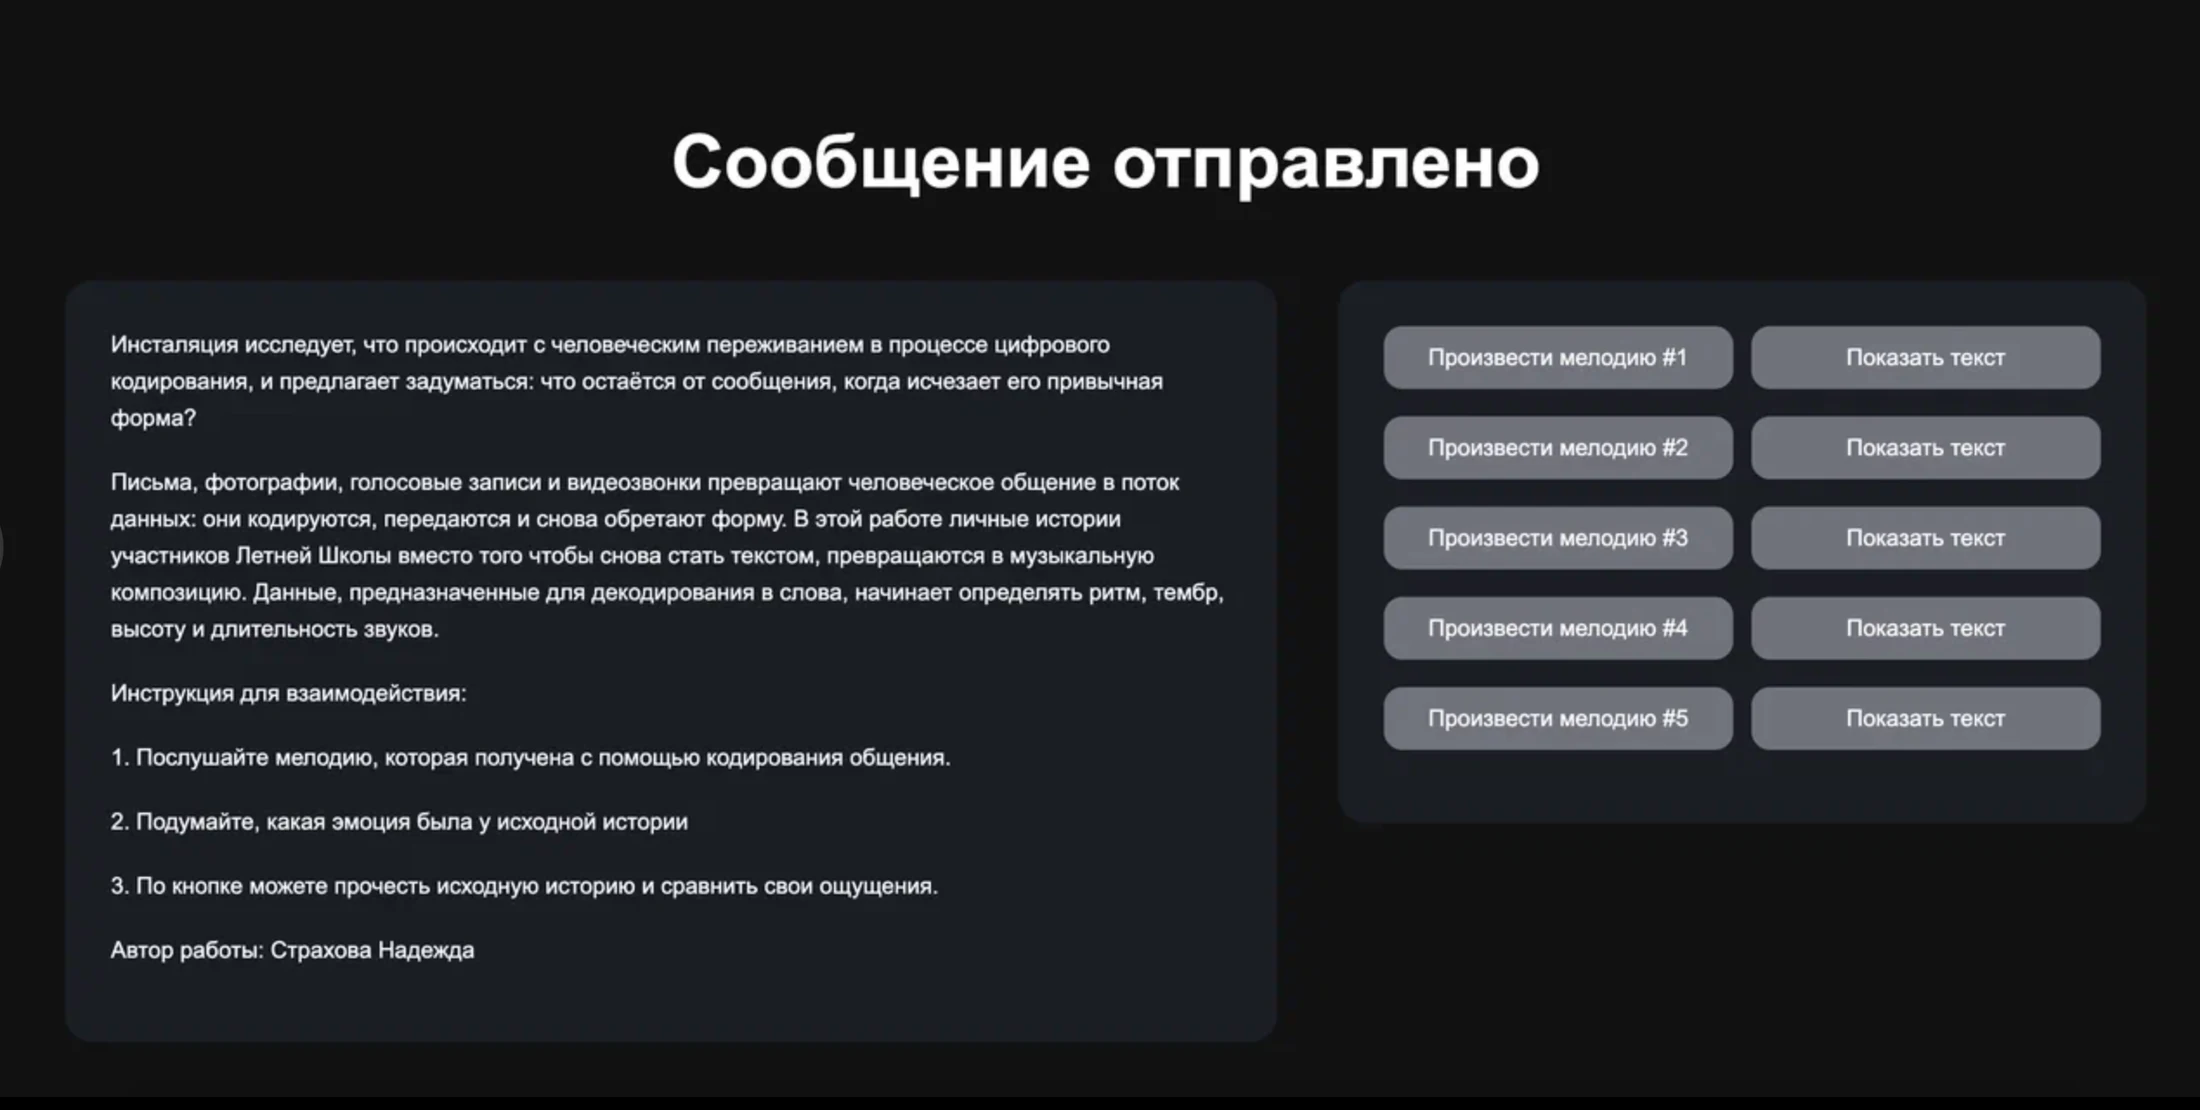 Сообщение отправлено
Инсталяция исследует, что происходит с человеческим переживанием в процессе цифрового
кодирования, и предлагает задуматься: что остаётся от сообщения, когда исчезает его привычная
форма?
Письма, фотографии, голосовые записи и видеозвонки превращают человеческое общение в поток
данных: они кодируются, передаются и снова обретают форму. В этой работе личные истории
участников Летней Школы вместо того чтобы снова стать текстом, превращаются в музыкальную
композицию. Данные, предназначенные для декодирования в слова, начинает определять ритм, тембр,
высоту и длительность звуков.
Инструкция для взаимодействия:
1. Послушайте мелодию, которая получена с помощью кодирования общения.
2. Подумайте, какая эмоция была у исходной истории
3. По кнопке можете прочесть исходную историю и сравнить свои ощущения.
Автор работы: Страхова Надежда
Произвести мелодию #1
Показать текст
Произвести мелодию #2
Показать текст
Произвести мелодию #3
Показать текст
Произвести мелодию #4
Показать текст
Произвести мелодию #5
Показать текст